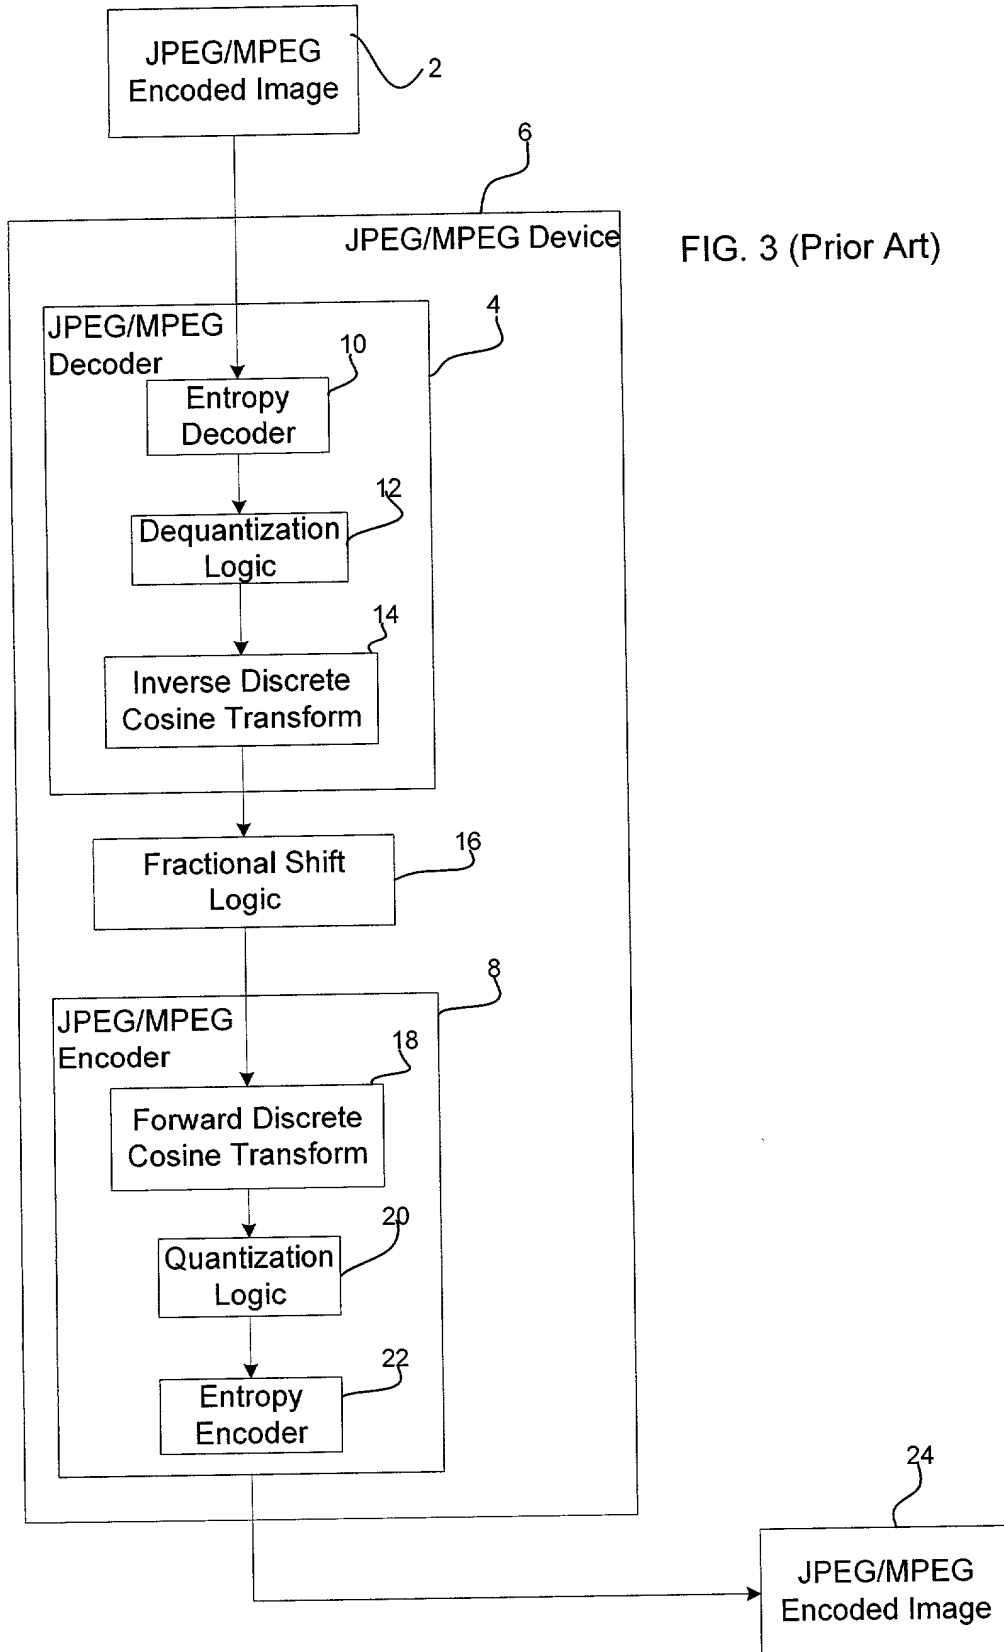 JPEG/MPEG
Encoded Image
2
6
JPEG/MPEG Device
FIG. 3 (Prior Art)
JPEG/MPEG
Decoder
4
10
Entropy
Decoder
12
Dequantization
Logic
14
Inverse Discrete
Cosine Transform
16
Fractional Shift
Logic
8
JPEG/MPEG
Encoder
18
Forward Discrete
Cosine Transform
20
Quantization
Logic
22
Entropy
Encoder
24
JPEG/MPEG
Encoded Image